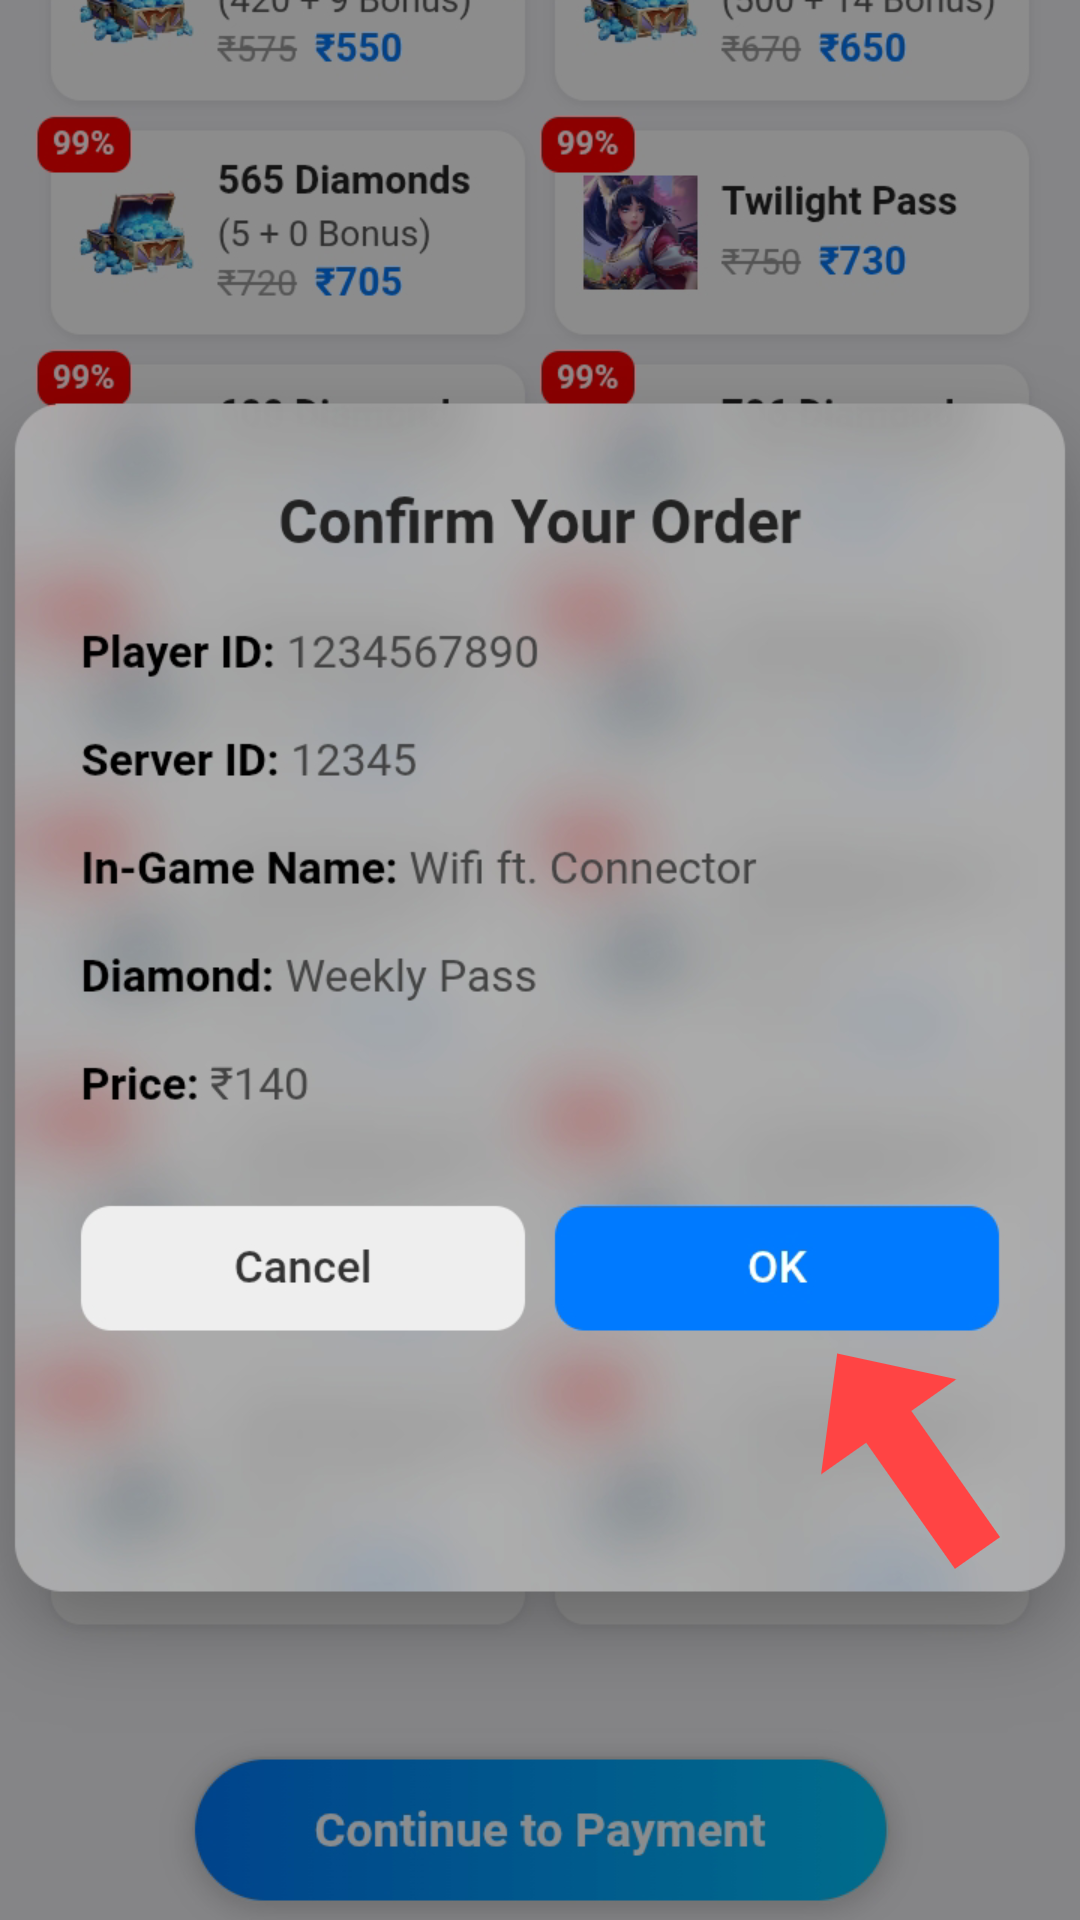 (420 + 9 Bonus)
₹575 ₹550
(500 + 14 Bonus)
₹670 ₹650
99%
565 Diamonds
(5 + 0 Bonus)
₹720 ₹705
99%
Twilight Pass
₹750 ₹730
99%
99%
Confirm Your Order
Player ID: 1234567890
Server ID: 12345
In-Game Name: Wifi ft. Connector
Diamond: Weekly Pass
Price: ₹140
Cancel
OK
Continue to Payment